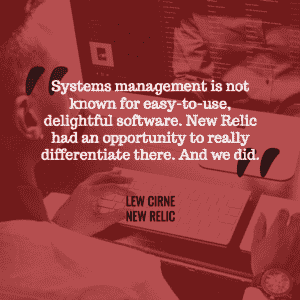 Systems management is not
known for easy-to-use,
delightful software. New Relic
had an opportunity to really
differentiate there. And we did.
LEW CIRNE
NEW RELIC